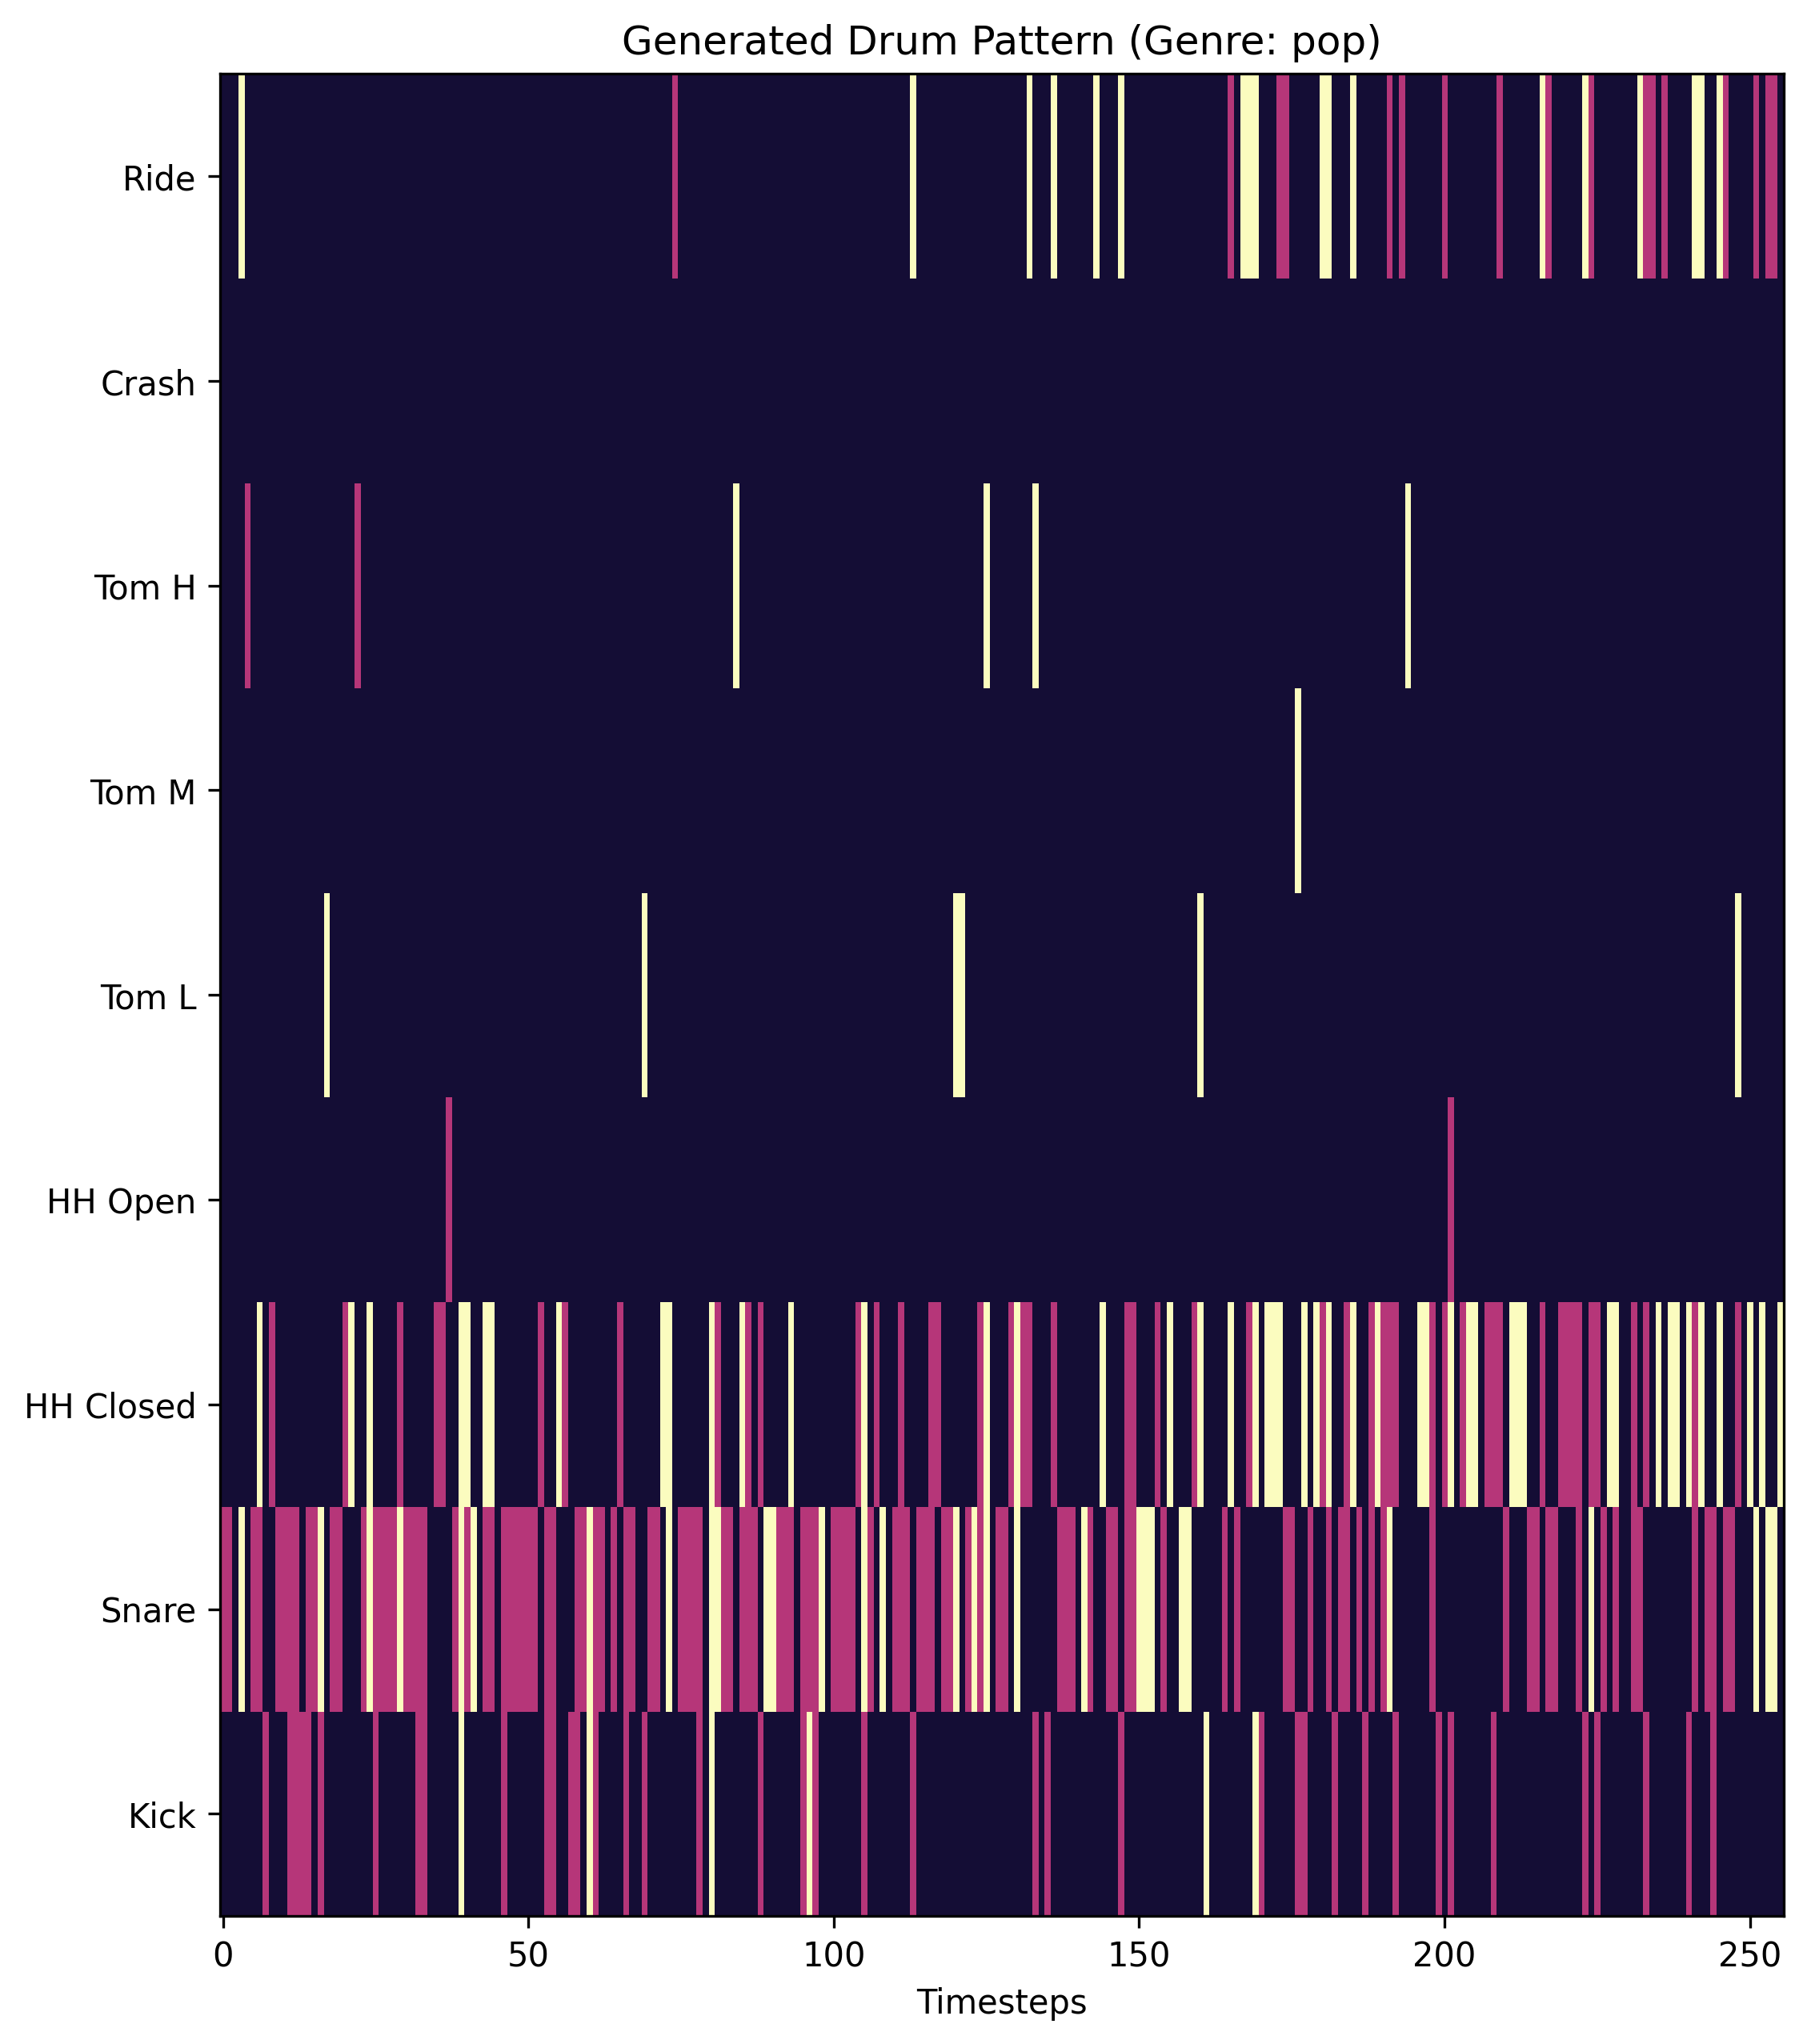 Generated Drum Pattern (Genre: pop)
Ride
Crash
Tom H
Tom M
Tom L
HH Open
HH Closed
Snare
Kick
0 50 100 150 200 250
Timesteps